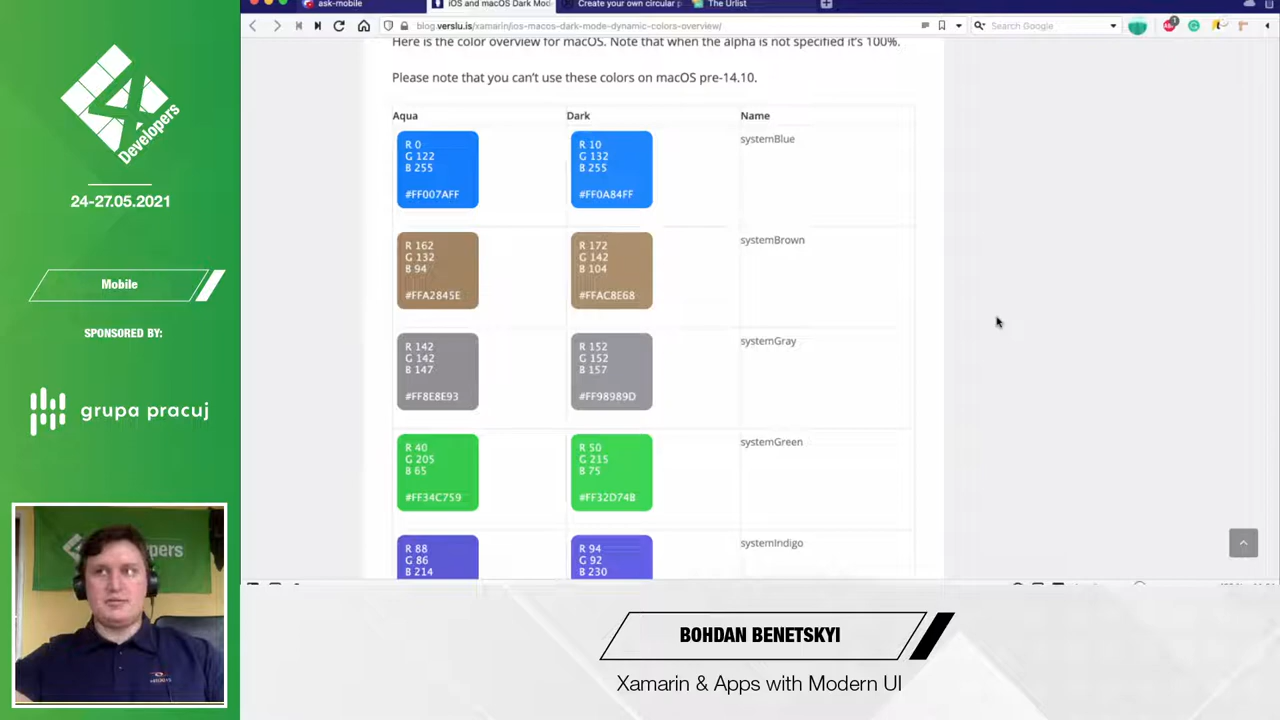 4
Developers
24-27.05.2021
Mobile
SPONSORED BY:
grupa pracuj
ask-mobile
iOS and macOS Dark Mod
Create your own circular p
The Urlist
blog.verslu.is/xamarin/ios-macos-dark-mode-dynamic-colors-overview/
Search Google
Here is the color overview for macOS. Note that when the alpha is not specified it's 100%.
Please note that you can't use these colors on macOS pre-14.10.
Aqua Dark Name
R 0
G 122
B 255
#FF007AFF
R 10
G 132
B 255
#FF0A84FF
systemBlue
R 162
G 132
B 94
#FFA2845E
R 172
G 142
B 104
#FFAC8E68
systemBrown
R 142
G 142
B 147
#FF8E8E93
R 152
G 152
B 157
#FF98989D
systemGray
R 40
G 205
B 65
#FF34C759
R 50
G 215
B 75
#FF32D74B
systemGreen
R 88
G 86
B 214
R 94
G 92
B 230
systemIndigo
BOHDAN BENETSKYI
Xamarin & Apps with Modern UI